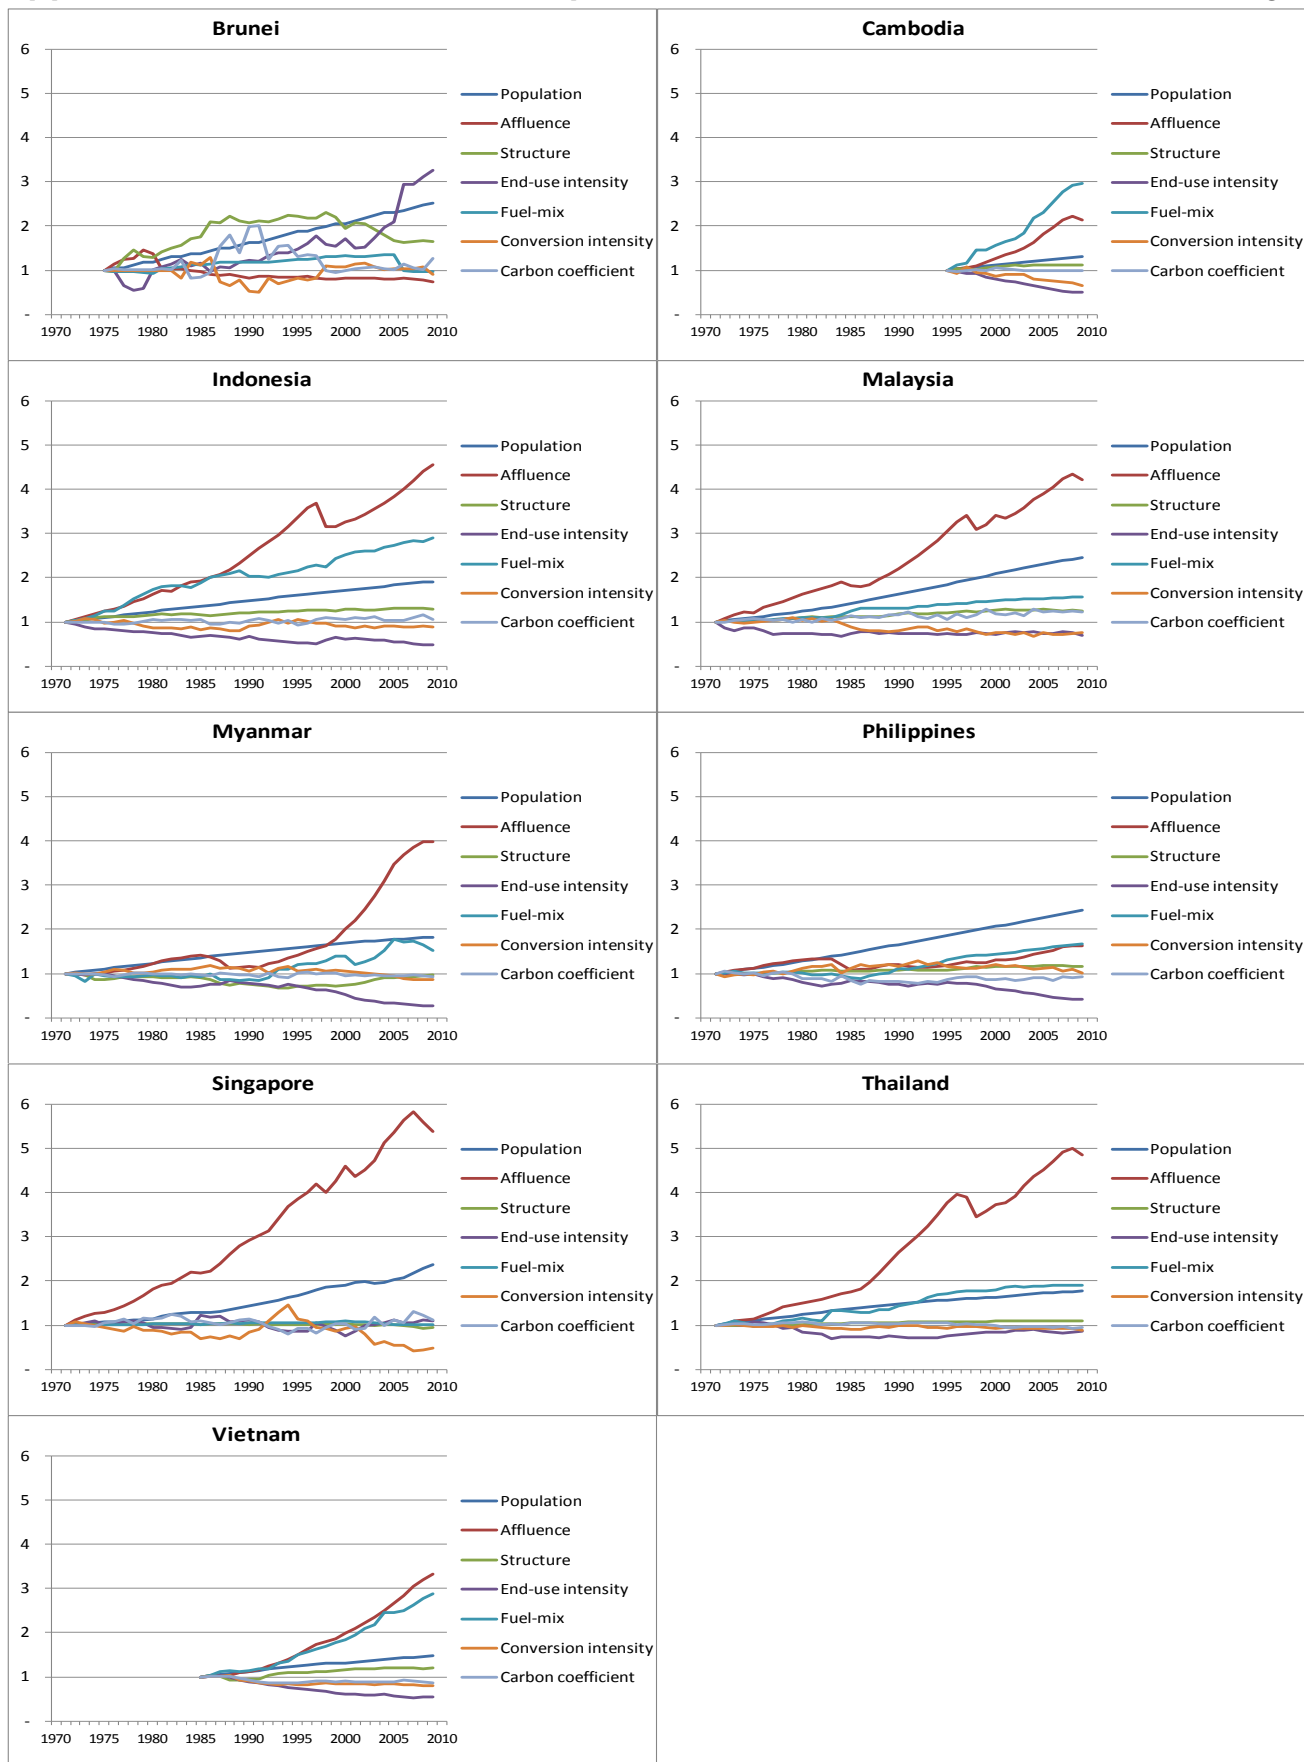 Brunei
6
5
4
3
2
1
-
1970 1975 1980 1985 1990 1995 2000 2005 2010
Population
Affluence
Structure
End-use intensity
Fuel-mix
Conversion intensity
Carbon coefficient
Cambodia
6
5
4
3
2
1
-
1970 1975 1980 1985 1990 1995 2000 2005 2010
Population
Affluence
Structure
End-use intensity
Fuel-mix
Conversion intensity
Carbon coefficient
Indonesia
6
5
4
3
2
1
-
1970 1975 1980 1985 1990 1995 2000 2005 2010
Population
Affluence
Structure
End-use intensity
Fuel-mix
Conversion intensity
Carbon coefficient
Malaysia
6
5
4
3
2
1
-
1970 1975 1980 1985 1990 1995 2000 2005 2010
Population
Affluence
Structure
End-use intensity
Fuel-mix
Conversion intensity
Carbon coefficient
Myanmar
6
5
4
3
2
1
-
1970 1975 1980 1985 1990 1995 2000 2005 2010
Population
Affluence
Structure
End-use intensity
Fuel-mix
Conversion intensity
Carbon coefficient
Philippines
6
5
4
3
2
1
-
1970 1975 1980 1985 1990 1995 2000 2005 2010
Population
Affluence
Structure
End-use intensity
Fuel-mix
Conversion intensity
Carbon coefficient
Singapore
6
5
4
3
2
1
-
1970 1975 1980 1985 1990 1995 2000 2005 2010
Population
Affluence
Structure
End-use intensity
Fuel-mix
Conversion intensity
Carbon coefficient
Thailand
6
5
4
3
2
1
-
1970 1975 1980 1985 1990 1995 2000 2005 2010
Population
Affluence
Structure
End-use intensity
Fuel-mix
Conversion intensity
Carbon coefficient
Vietnam
6
5
4
3
2
1
-
1970 1975 1980 1985 1990 1995 2000 2005 2010
Population
Affluence
Structure
End-use intensity
Fuel-mix
Conversion intensity
Carbon coefficient